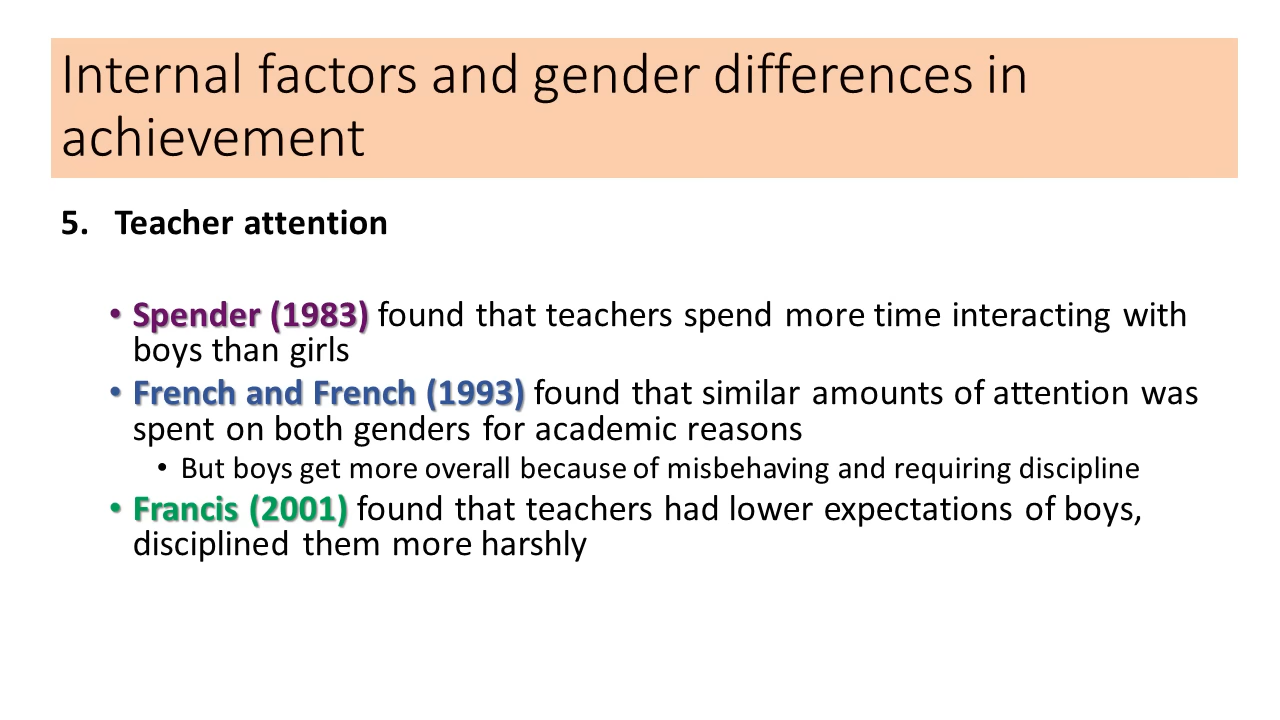 Internal factors and gender differences in
achievement
5. Teacher attention
• Spender (1983) found that teachers spend more time interacting with
boys than girls
• French and French (1993) found that similar amounts of attention was
spent on both genders for academic reasons
• But boys get more overall because of misbehaving and requiring discipline
• Francis (2001) found that teachers had lower expectations of boys,
disciplined them more harshly